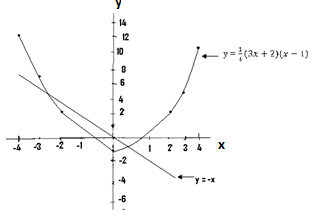 y
14
12
10
8
6
4
2
-4 -3 -2 -1 1 2 3 4 x
-2
-4
-6
-8
y = 1/4 (3x + 2)(x − 1)
y = -x